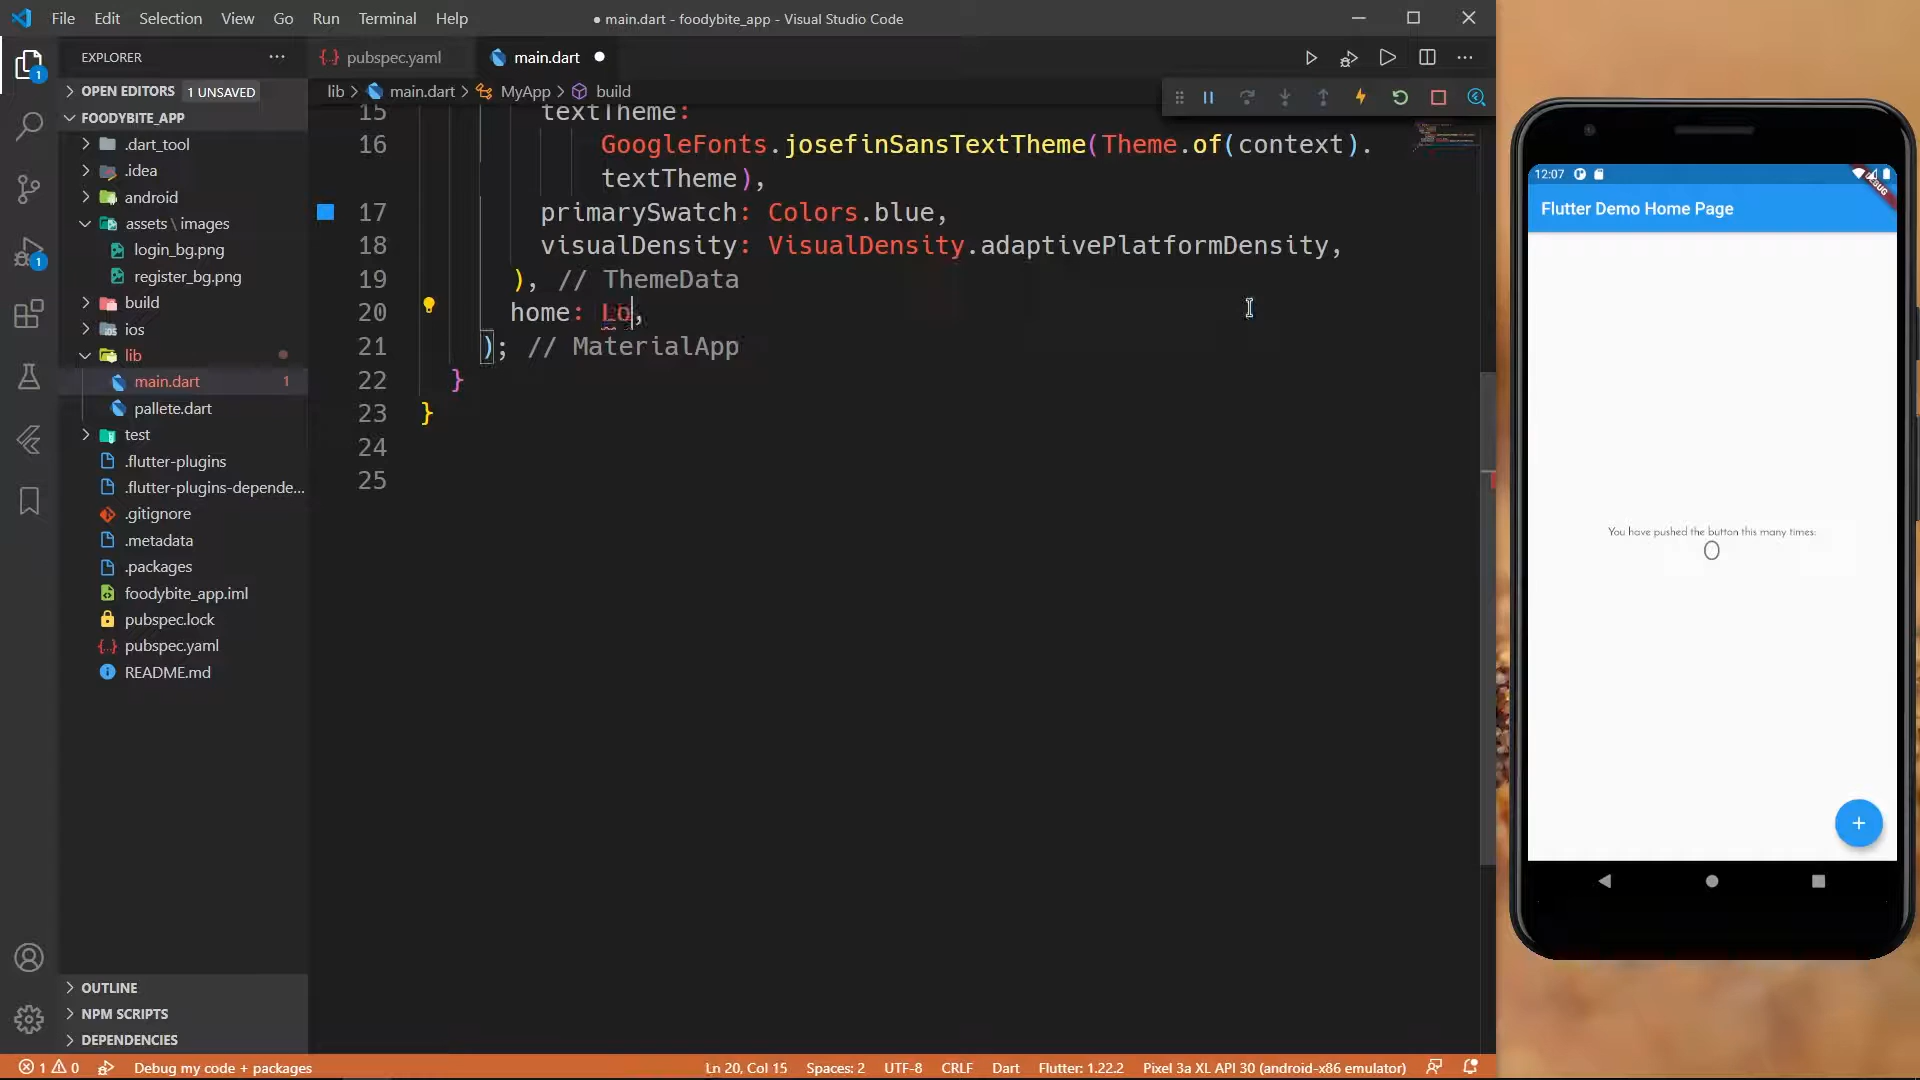 File Edit Selection View Go Run Terminal Help
● main.dart - foodybite_app - Visual Studio Code
EXPLORER
pubspec.yaml
main.dart
OPEN EDITORS 1 UNSAVED
lib > main.dart > MyApp > build
FOODYBITE_APP
.dart_tool
.idea
android
assets \ images
login_bg.png
register_bg.png
build
ios
lib
main.dart 1
pallete.dart
test
.flutter-plugins
.flutter-plugins-depende...
.gitignore
.metadata
.packages
foodybite_app.iml
pubspec.lock
pubspec.yaml
README.md
OUTLINE
NPM SCRIPTS
DEPENDENCIES
15 textTheme:
16 GoogleFonts.josefinSansTextTheme(Theme.of(context).
textTheme),
17 primarySwatch: Colors.blue,
18 visualDensity: VisualDensity.adaptivePlatformDensity,
19 ), // ThemeData
20 home: Lo,
21 ); // MaterialApp
22 }
23 }
24
25
12:07
DEBUG
Flutter Demo Home Page
You have pushed the button this many times:
0
+
1 0 Debug my code + packages
Ln 20, Col 15 Spaces: 2 UTF-8 CRLF Dart Flutter: 1.22.2 Pixel 3a XL API 30 (android-x86 emulator)